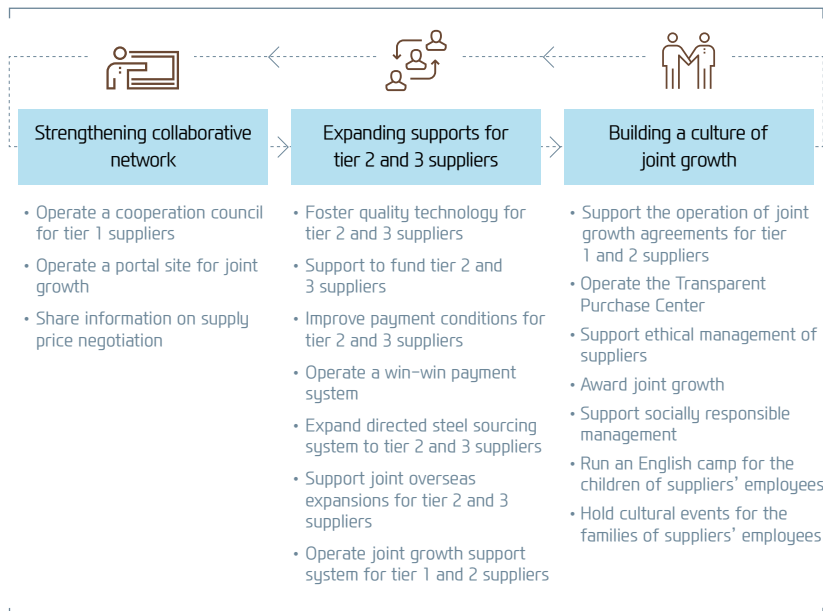 Strengthening collaborative
network
• Operate a cooperation council
for tier 1 suppliers
• Operate a portal site for joint
growth
• Share information on supply
price negotiation
Expanding supports for
tier 2 and 3 suppliers
• Foster quality technology for
tier 2 and 3 suppliers
• Support to fund tier 2 and
3 suppliers
• Improve payment conditions for
tier 2 and 3 suppliers
• Operate a win-win payment
system
• Expand directed steel sourcing
system to tier 2 and 3 suppliers
• Support joint overseas
expansions for tier 2 and 3
suppliers
• Operate joint growth support
system for tier 1 and 2 suppliers
Building a culture of
joint growth
• Support the operation of joint
growth agreements for tier
1 and 2 suppliers
• Operate the Transparent
Purchase Center
• Support ethical management of
suppliers
• Award joint growth
• Support socially responsible
management
• Run an English camp for the
children of suppliers’ employees
• Hold cultural events for the
families of suppliers’ employees